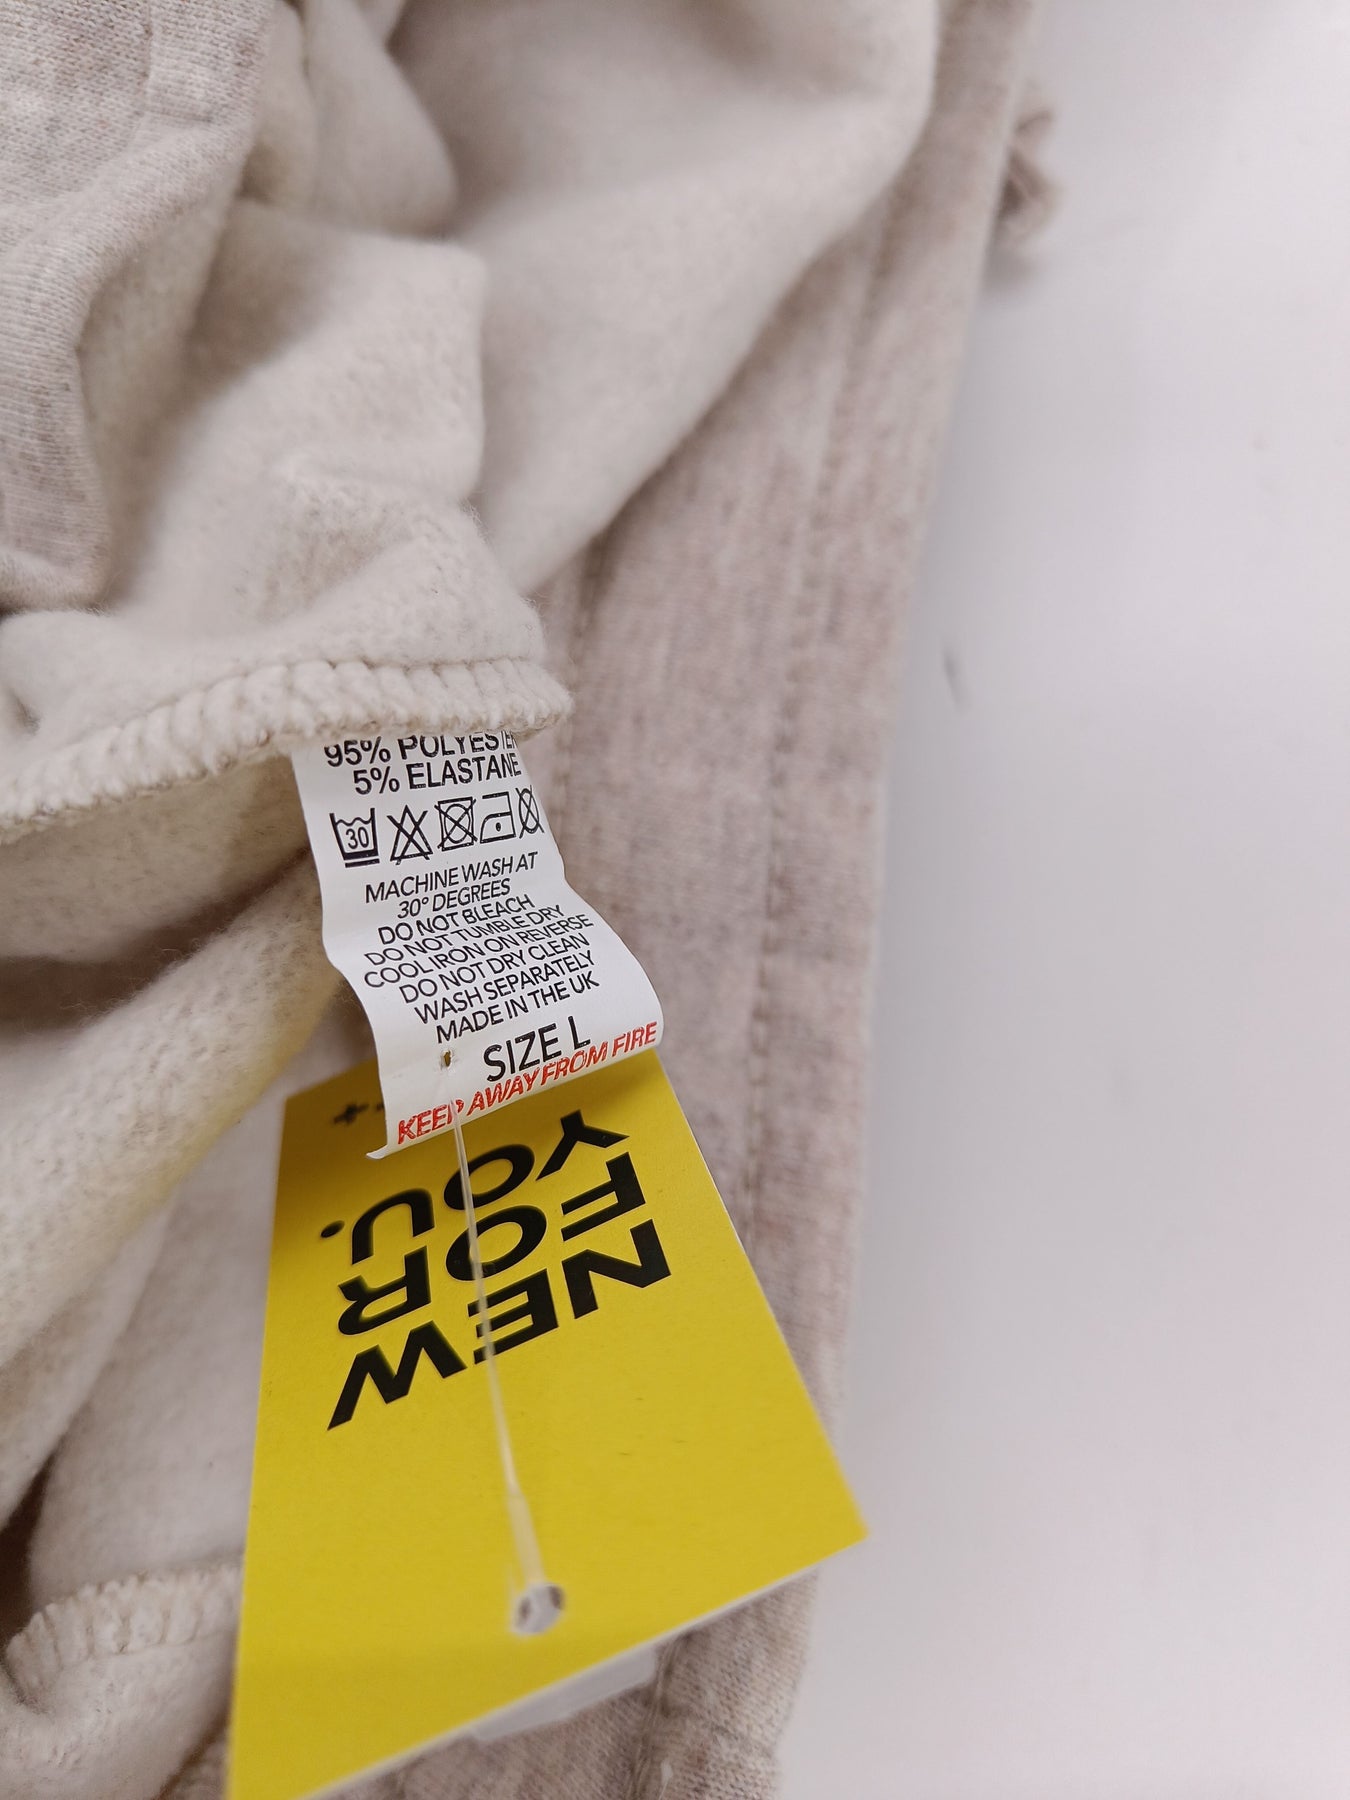 95% POLYESTER
5% ELASTANE
30
MACHINE WASH AT
30° DEGREES
DO NOT BLEACH
DO NOT TUMBLE DRY
COOL IRON ON REVERSE
DO NOT DRY CLEAN
WASH SEPARATELY
MADE IN THE UK
SIZE L
KEEP AWAY FROM FIRE
NEW
FOR
YOU.